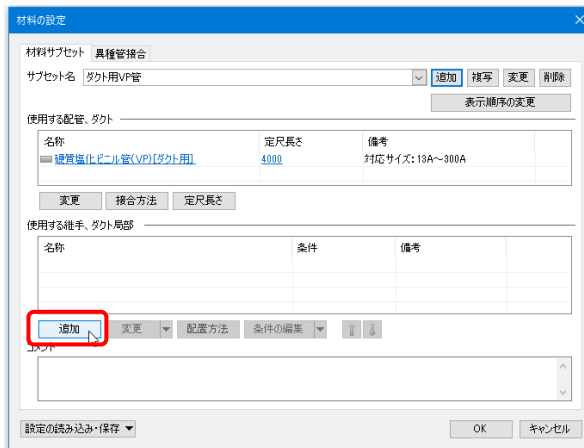 材料の設定
材料サブセット 異種管接合
サブセット名 ダクト用VP管 追加 複写 変更 削除
表示順序の変更
使用する配管、ダクト
名称 定尺長さ 備考
硬質塩化ビニル管(VP)[ダクト用] 4000 対応サイズ:13A～300A
変更 接合方法 定尺長さ
使用する継手、ダクト局部
名称 条件 備考
追加 変更 配置方法 条件の編集
コメント
設定の読み込み・保存 OK キャンセル